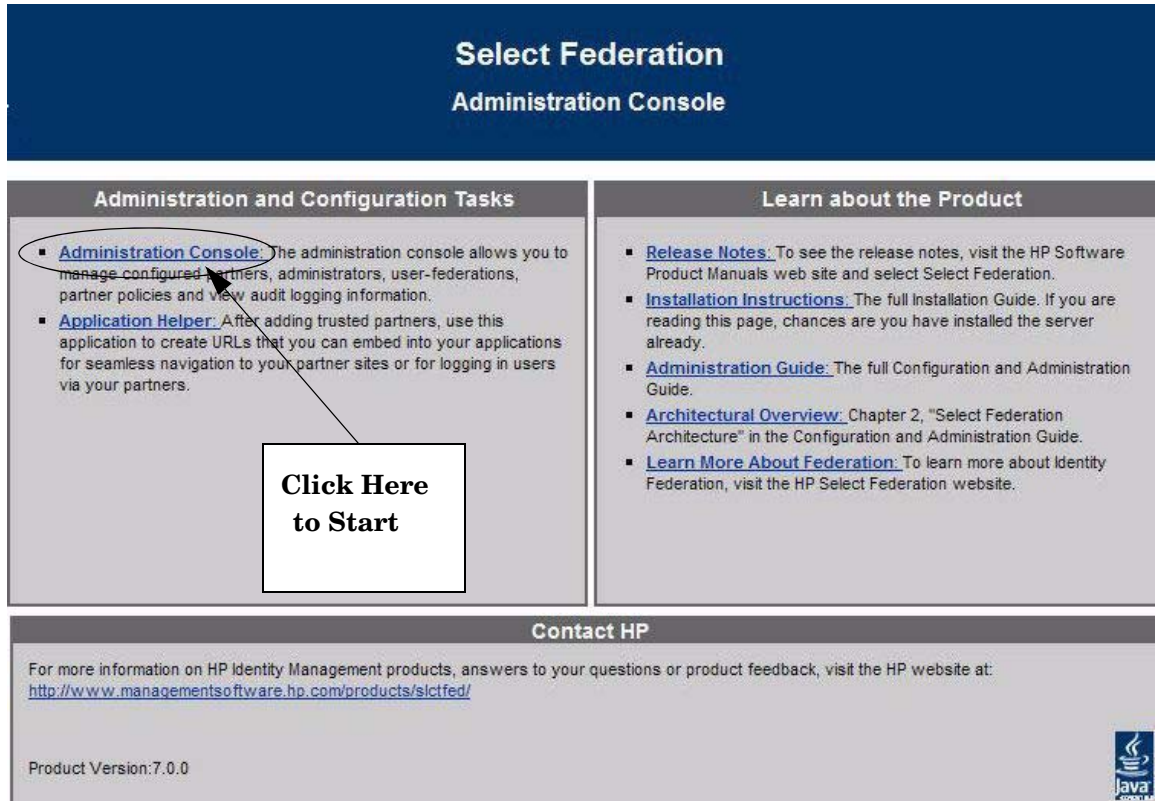 Select Federation
Administration Console
Administration and Configuration Tasks
Administration Console: The administration console allows you to
manage configured partners, administrators, user-federations,
partner policies and view audit logging information.
Application Helper: After adding trusted partners, use this
application to create URLs that you can embed into your applications
for seamless navigation to your partner sites or for logging in users
via your partners.
Click Here
to Start
Learn about the Product
Release Notes: To see the release notes, visit the HP Software
Product Manuals web site and select Select Federation.
Installation Instructions: The full Installation Guide. If you are
reading this page, chances are you have installed the server
already.
Administration Guide: The full Configuration and Administration
Guide.
Architectural Overview: Chapter 2, "Select Federation
Architecture" in the Configuration and Administration Guide.
Learn More About Federation: To learn more about Identity
Federation, visit the HP Select Federation website.
Contact HP
For more information on HP Identity Management products, answers to your questions or product feedback, visit the HP website at:
http://www.managementsoftware.hp.com/products/slctfed/
Product Version:7.0.0
Java